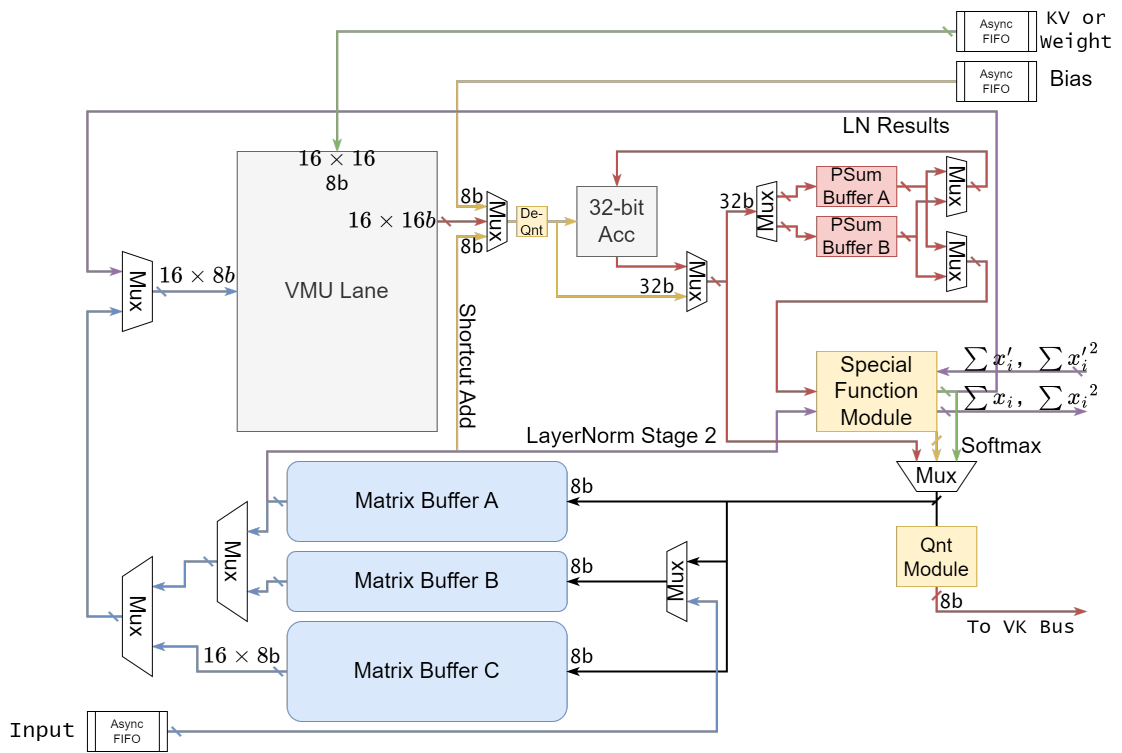 Async
FIFO
KV or
Weight
Async
FIFO
Bias
LN Results
16 × 16
8b
16 × 16b
8b
Mux
8b
De-
Qnt
32-bit
Acc
32b
Mux
PSum
Buffer A
PSum
Buffer B
Mux
Mux
Mux
16 × 8b
VMU Lane
32b
Mux
Shortcut Add
Special
Function
Module
∑ x′ᵢ, ∑ x′ᵢ²
∑ xᵢ, ∑ xᵢ²
LayerNorm Stage 2
Softmax
Mux
Matrix Buffer A
8b
Mux
Matrix Buffer B
8b
Mux
Qnt
Module
8b
To VK Bus
Mux
16 × 8b
Matrix Buffer C
8b
Input
Async
FIFO